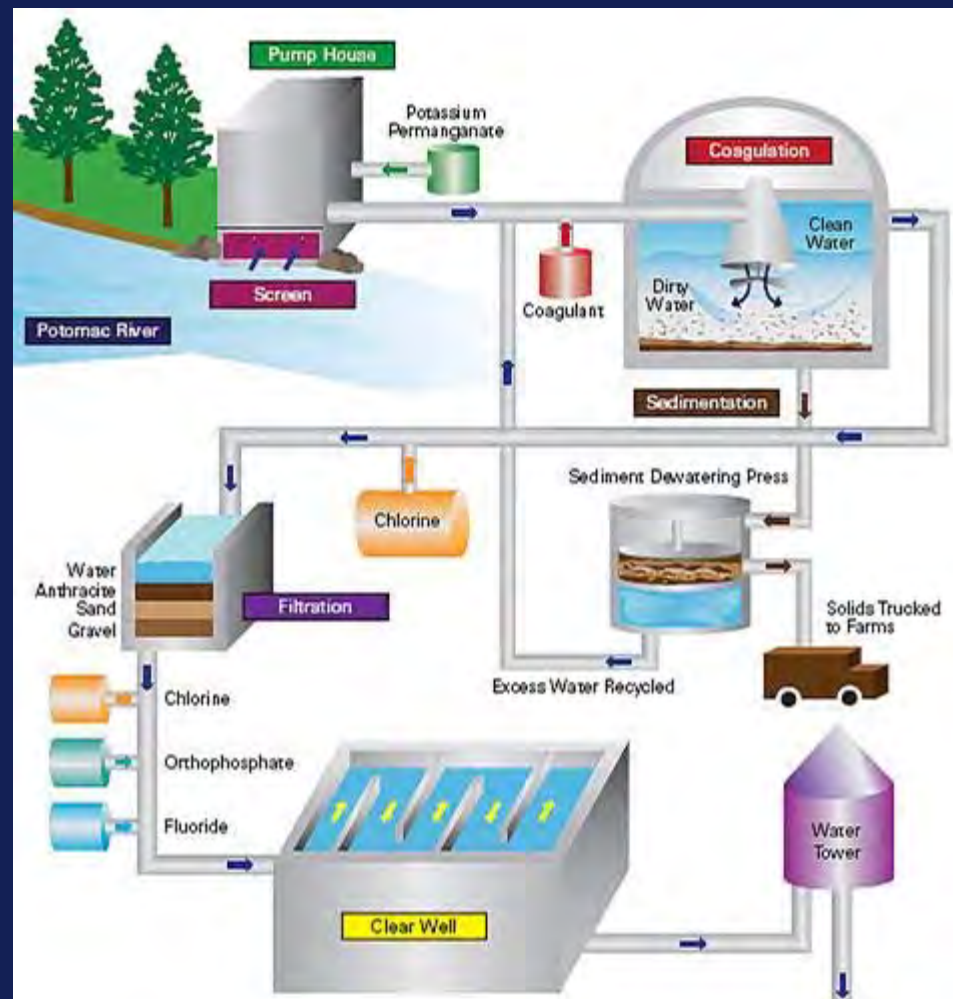 Pump House
Potassium
Permanganate
Coagulation
Clean
Water
Dirty
Water
Screen
Coagulant
Potomac River
Sedimentation
Sediment Dewatering Press
Chlorine
Water
Anthracite
Sand
Gravel
Filtration
Solids Trucked
to Farms
Excess Water Recycled
Chlorine
Orthophosphate
Fluoride
Water
Tower
Clear Well